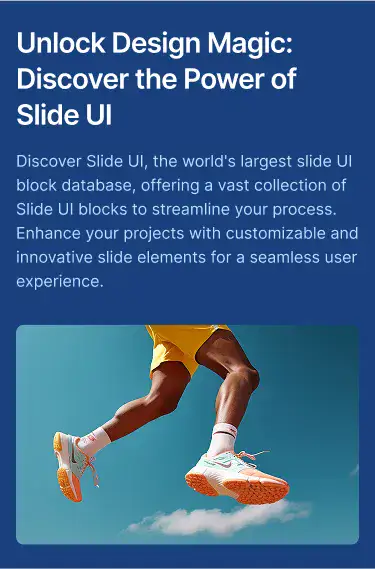 Unlock Design Magic:
Discover the Power of
Slide UI
Discover Slide UI, the world's largest slide UI
block database, offering a vast collection of
Slide UI blocks to streamline your process.
Enhance your projects with customizable and
innovative slide elements for a seamless user
experience.